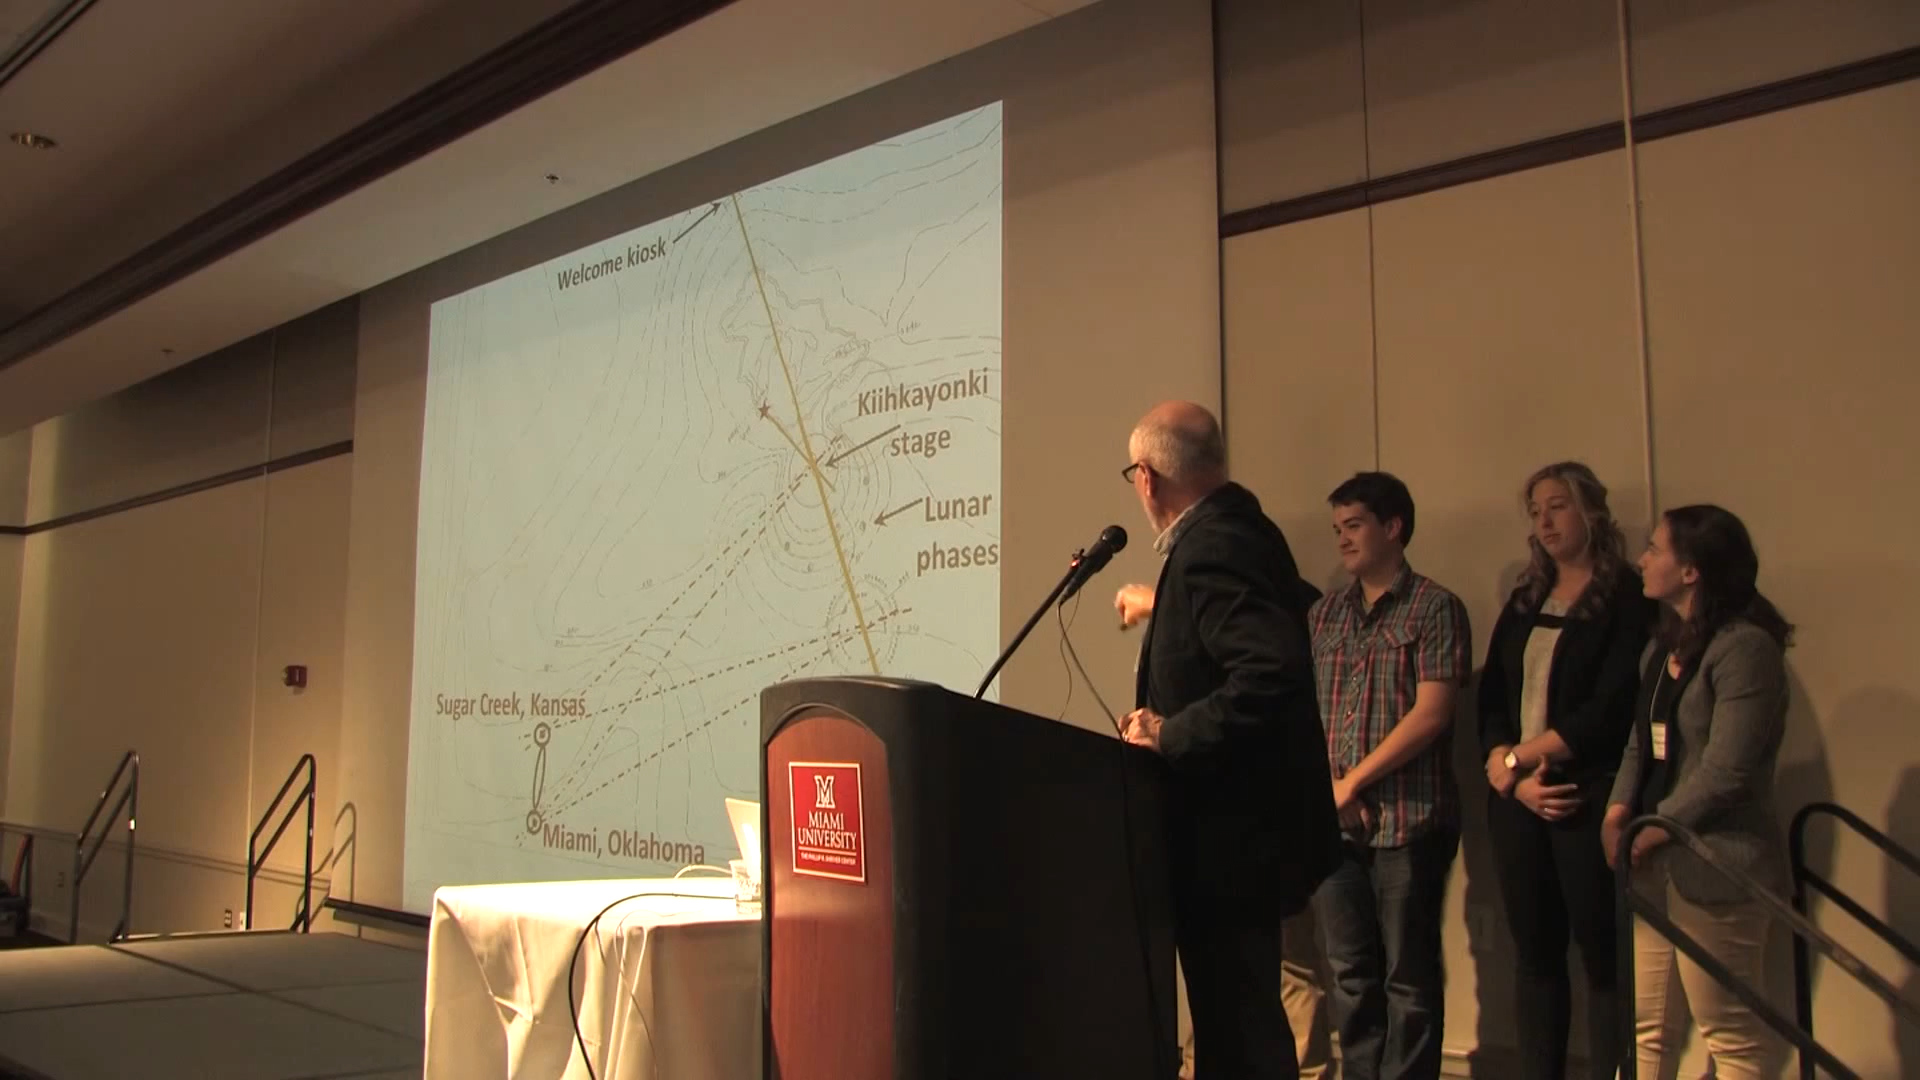 Welcome kiosk
Kiihkayonki
stage
Lunar
phases
Sugar Creek, Kansas
Miami, Oklahoma
M
MIAMI
UNIVERSITY